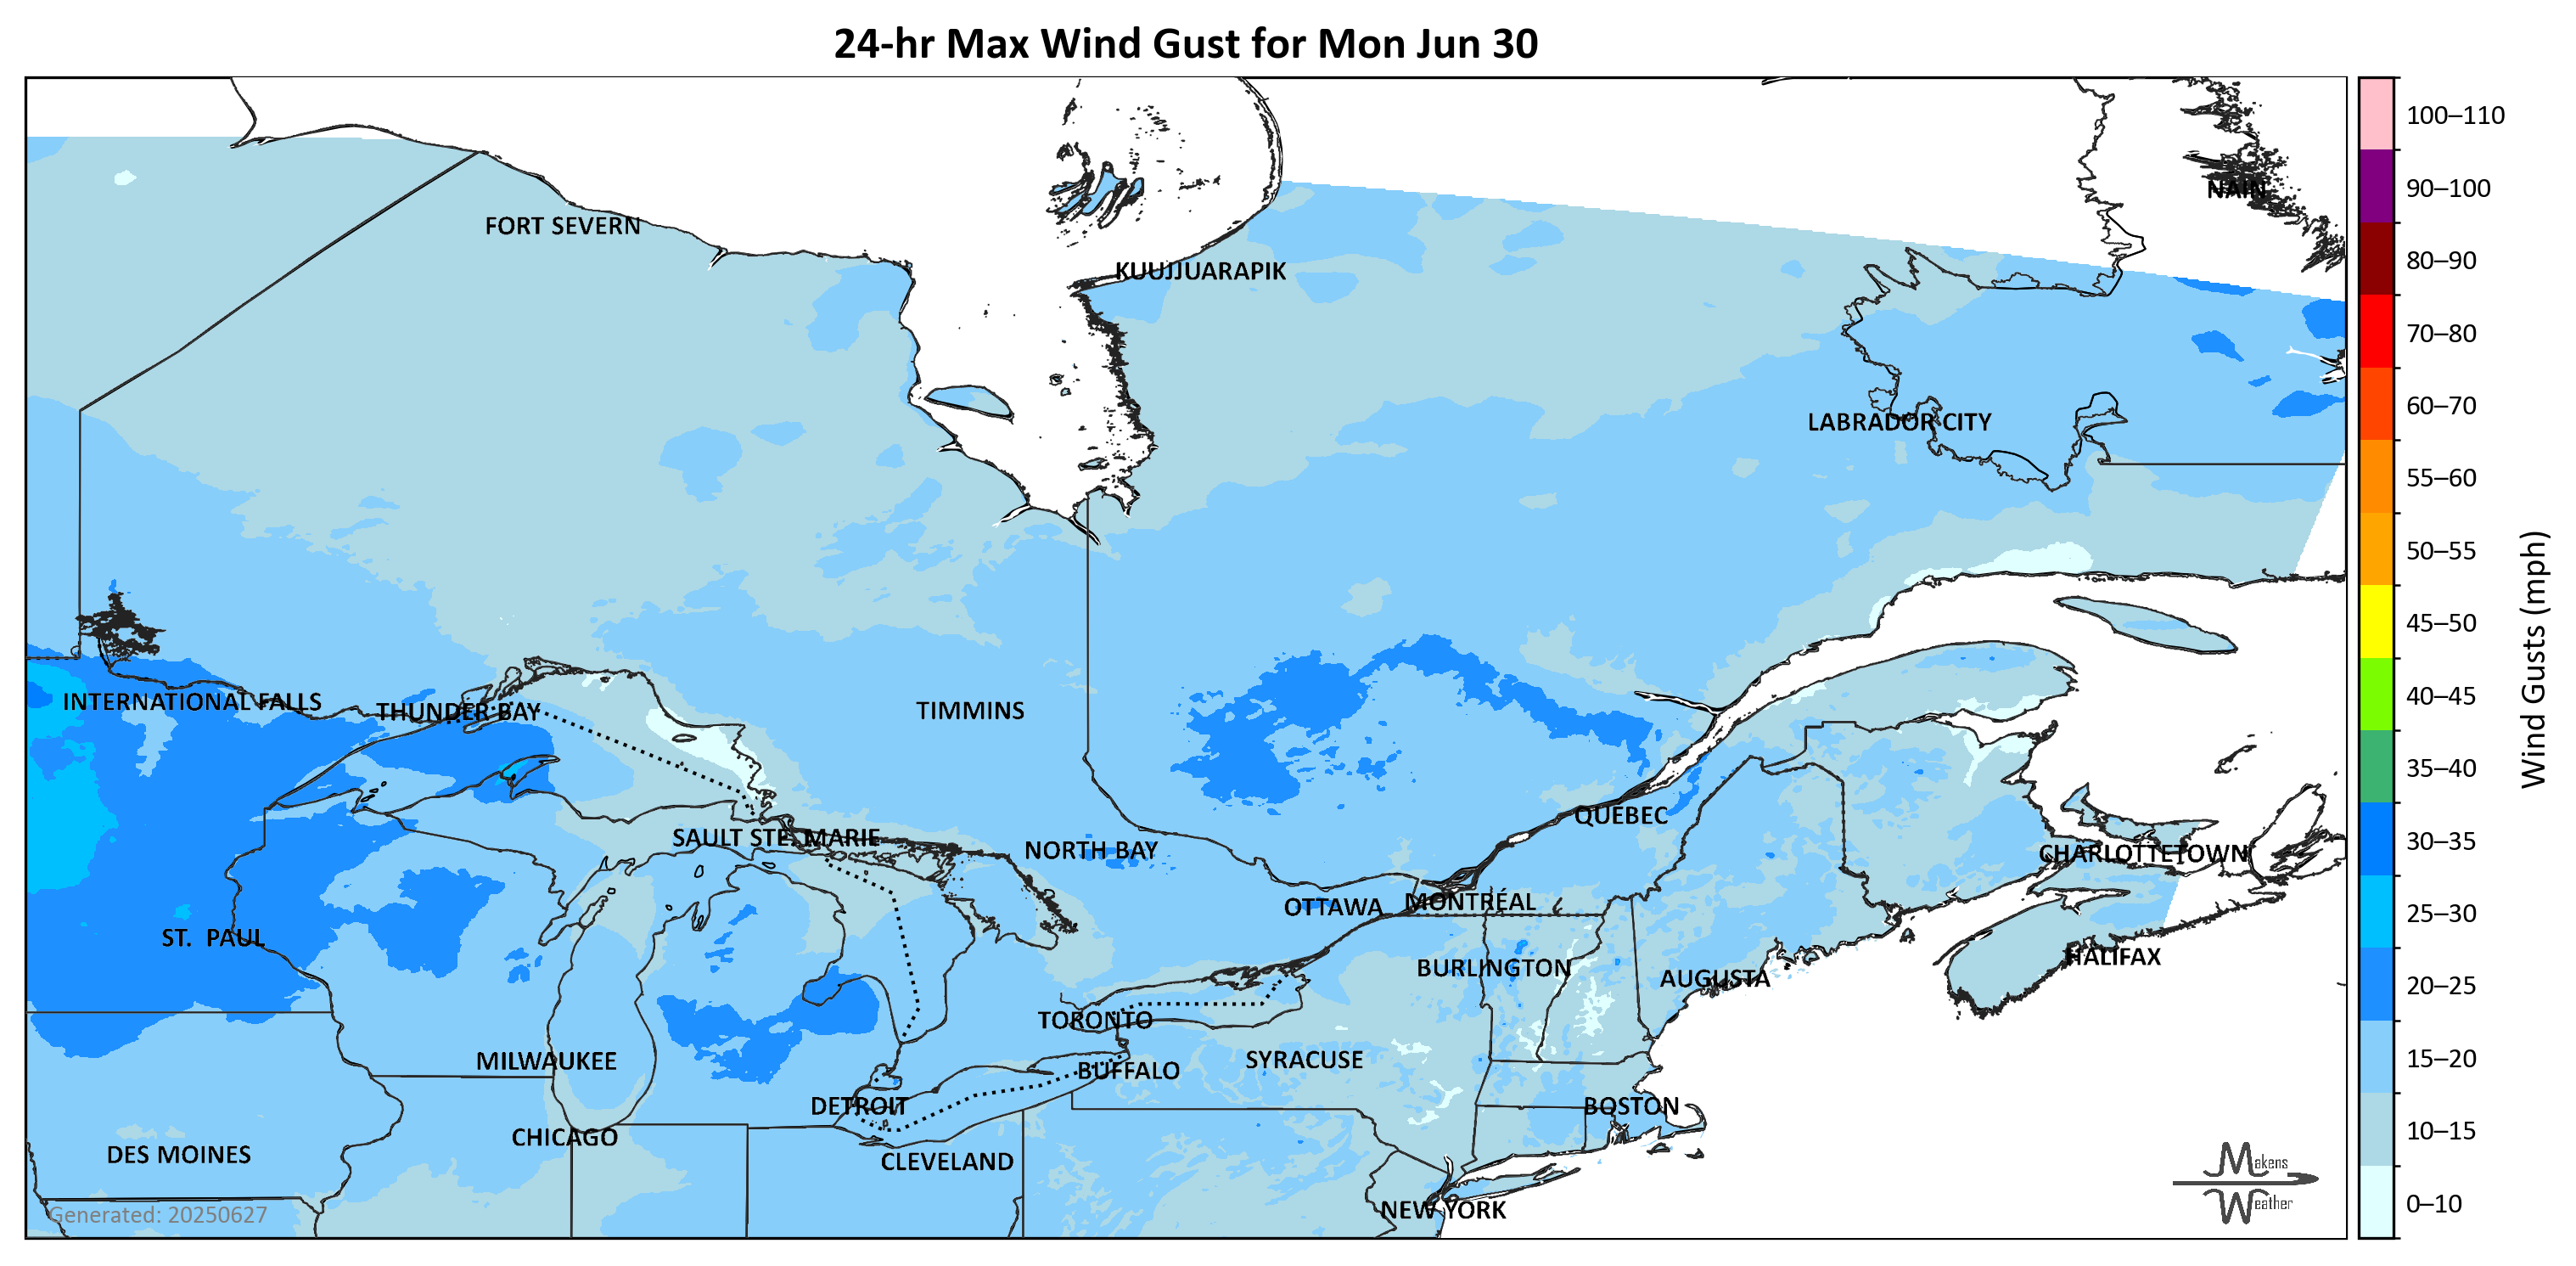 24-hr Max Wind Gust for Mon Jun 30
100–110
90–100
NAIN
FORT SEVERN
80–90
KUUJJUARAPIK
70–80
60–70
LABRADOR CITY
55–60
50–55
45–50
40–45
INTERNATIONAL FALLS
THUNDER BAY
TIMMINS
Wind Gusts (mph)
35–40
QUEBEC
SAULT STE. MARIE
30–35
NORTH BAY
CHARLOTTETOWN
MONTRÉAL
OTTAWA
25–30
ST. PAUL
HALIFAX
BURLINGTON
AUGUSTA
20–25
TORONTO
MILWAUKEE
SYRACUSE
15–20
BUFFALO
DETROIT
BOSTON
10–15
CHICAGO
DES MOINES
CLEVELAND
Makens
Weather
0–10
NEW YORK
Generated: 20250627